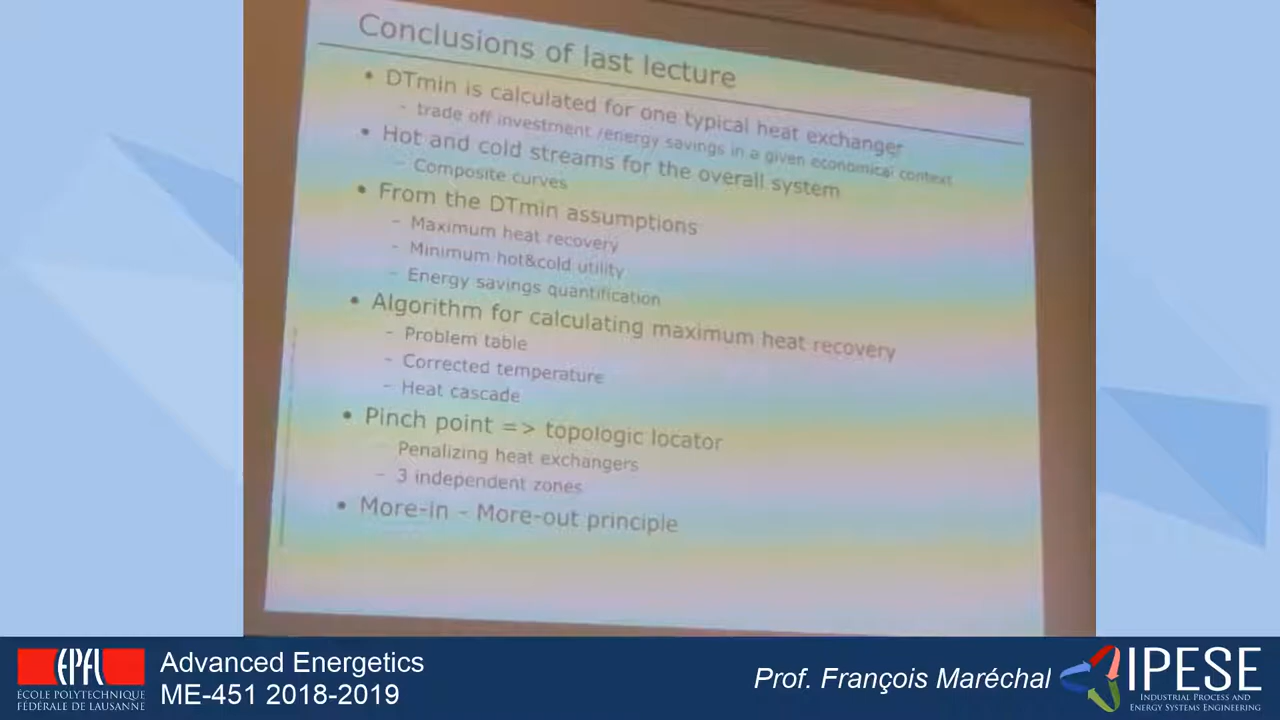 Conclusions of last lecture
• DTmin is calculated for one typical heat exchanger
- trade off investment /energy savings in a given economical context
• Hot and cold streams for the overall system
- Composite curves
• From the DTmin assumptions
- Maximum heat recovery
- Minimum hot&cold utility
- Energy savings quantification
• Algorithm for calculating maximum heat recovery
- Problem table
- Corrected temperature
- Heat cascade
• Pinch point => topologic locator
Penalizing heat exchangers
- 3 independent zones
• More-in - More-out principle
EPFL
ÉCOLE POLYTECHNIQUE
FÉDÉRALE DE LAUSANNE
Advanced Energetics
ME-451 2018-2019
Prof. François Maréchal
IPESE
INDUSTRIAL PROCESS AND
ENERGY SYSTEMS ENGINEERING